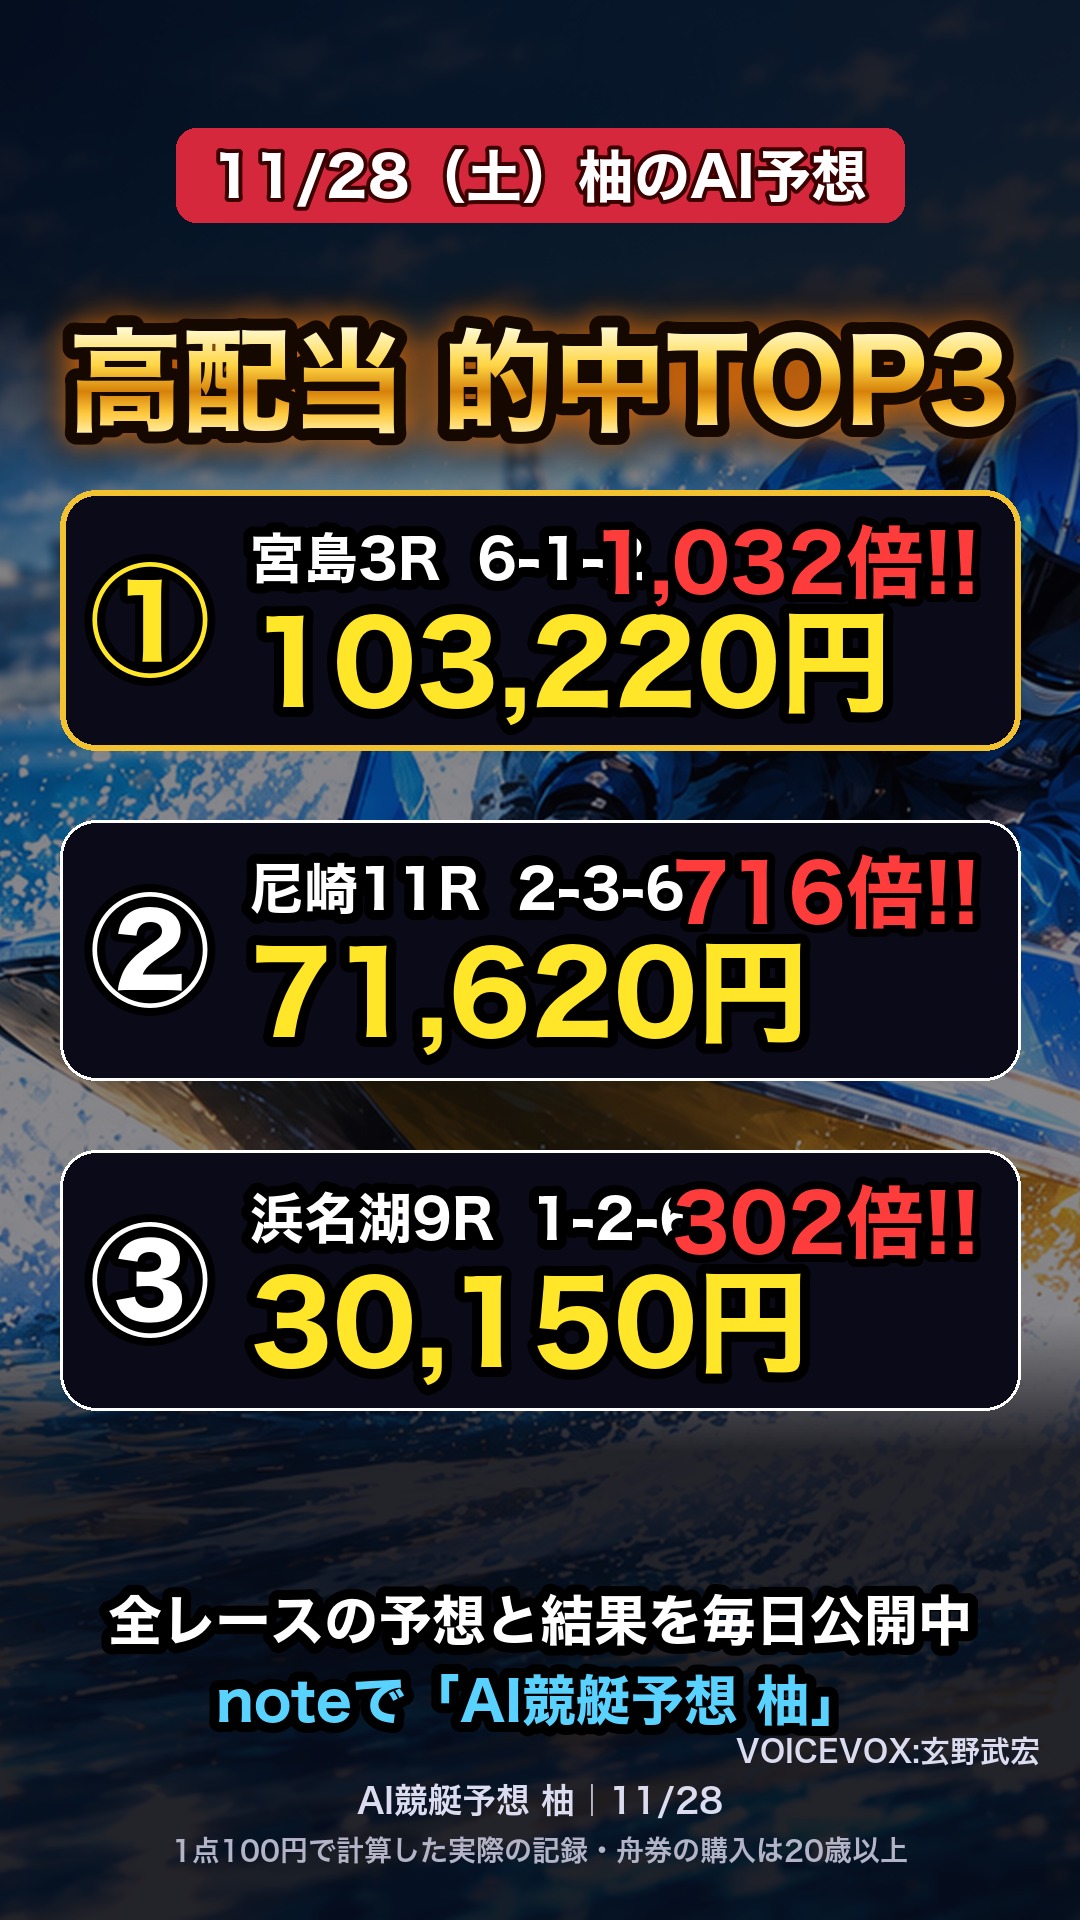 11/28（土）柚のAI予想
高配当 的中TOP3
①
宮島3R 6-1-
1,032倍!!
103,220円
②
尼崎11R 2-3-6
716倍!!
71,620円
③
浜名湖9R 1-2-
302倍!!
30,150円
全レースの予想と結果を毎日公開中
noteで「AI競艇予想 柚」
VOICEVOX:玄野武宏
AI競艇予想 柚｜11/28
1点100円で計算した実際の記録・舟券の購入は20歳以上